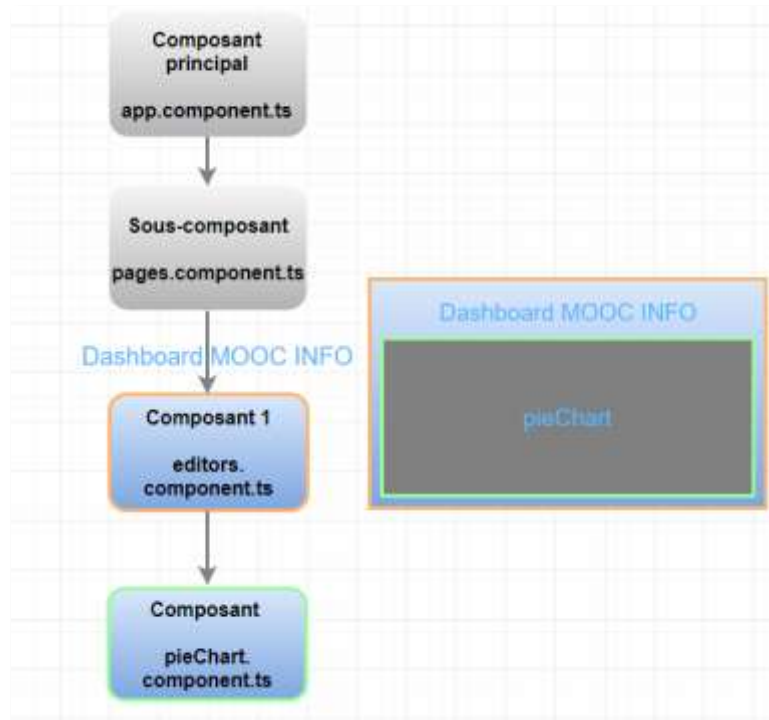 Composant
principal
app.component.ts
Sous-composant
pages.component.ts
Dashboard MOOC INFO
Composant 1
editors.
component.ts
Composant
pieChart.
component.ts
Dashboard MOOC INFO
pieChart